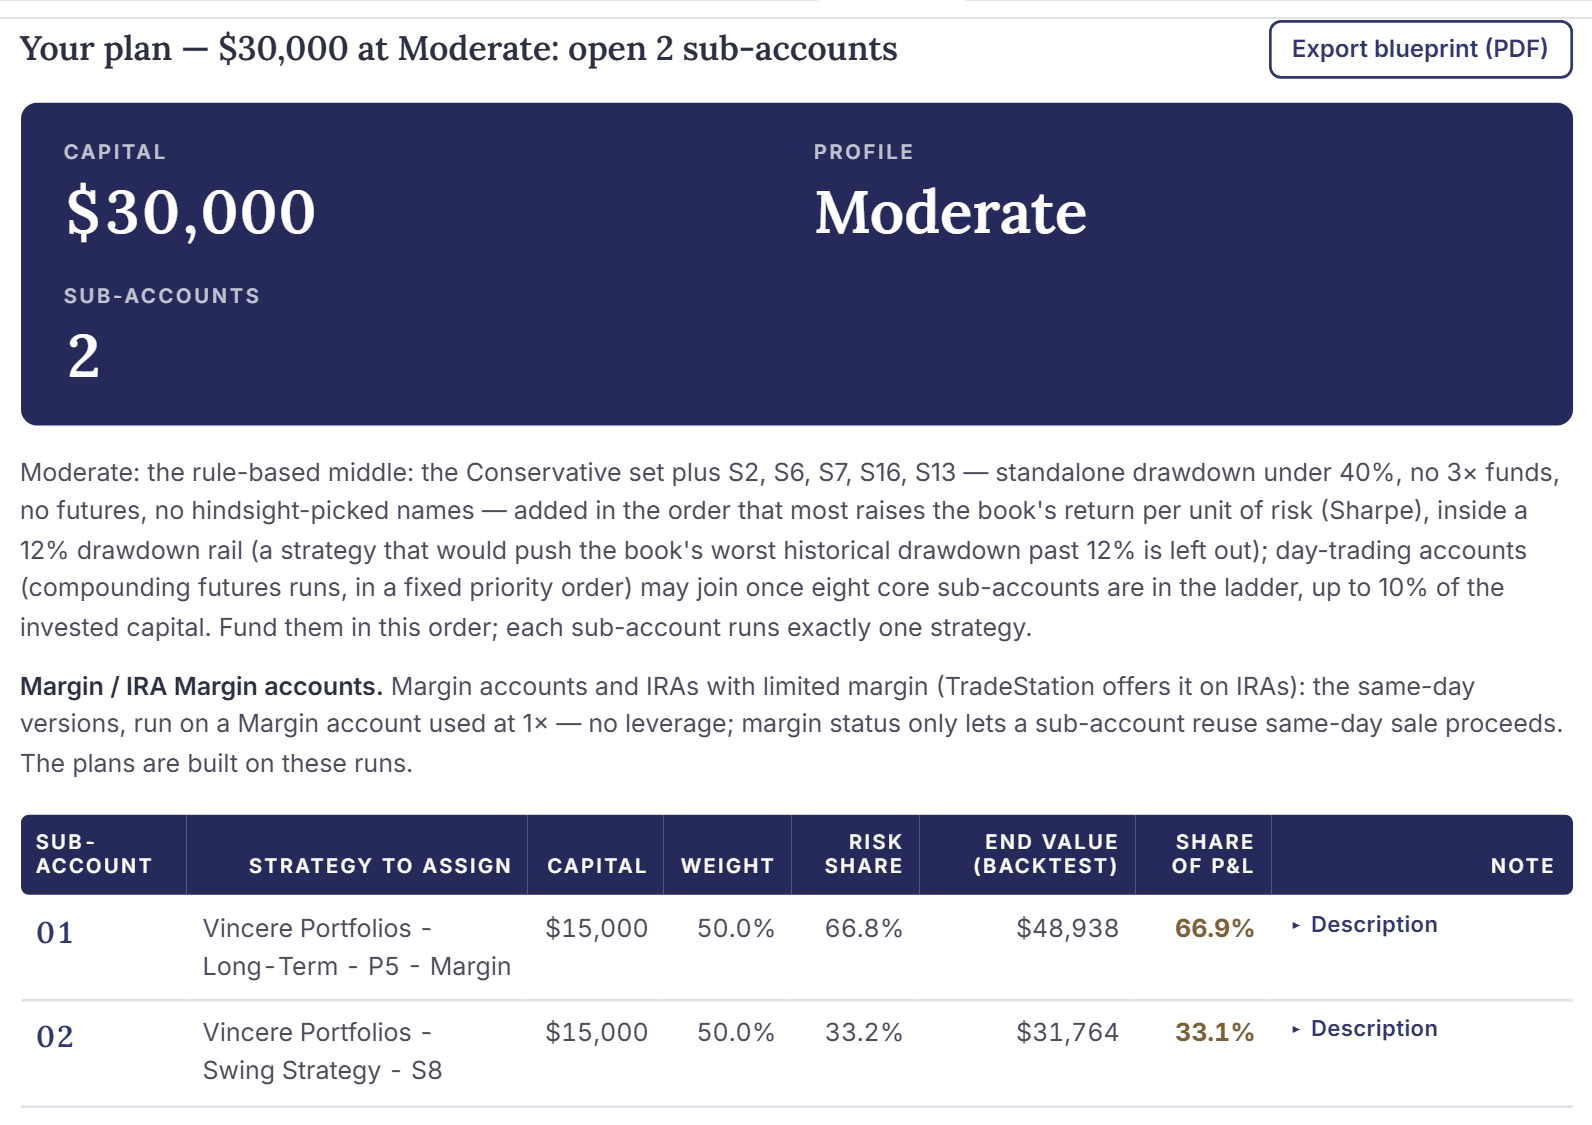 Your plan — $30,000 at Moderate: open 2 sub-accounts
Export blueprint (PDF)
CAPITAL
$30,000
PROFILE
Moderate
SUB-ACCOUNTS
2
Moderate: the rule-based middle: the Conservative set plus S2, S6, S7, S16, S13 — standalone drawdown under 40%, no 3× funds,
no futures, no hindsight-picked names — added in the order that most raises the book's return per unit of risk (Sharpe), inside a
12% drawdown rail (a strategy that would push the book's worst historical drawdown past 12% is left out); day-trading accounts
(compounding futures runs, in a fixed priority order) may join once eight core sub-accounts are in the ladder, up to 10% of the
invested capital. Fund them in this order; each sub-account runs exactly one strategy.
Margin / IRA Margin accounts. Margin accounts and IRAs with limited margin (TradeStation offers it on IRAs): the same-day
versions, run on a Margin account used at 1× — no leverage; margin status only lets a sub-account reuse same-day sale proceeds.
The plans are built on these runs.
SUB-
ACCOUNT
STRATEGY TO ASSIGN
CAPITAL
WEIGHT
RISK
SHARE
END VALUE
(BACKTEST)
SHARE
OF P&L
NOTE
01
Vincere Portfolios -
Long-Term - P5 - Margin
$15,000
50.0%
66.8%
$48,938
66.9%
▸ Description
02
Vincere Portfolios -
Swing Strategy - S8
$15,000
50.0%
33.2%
$31,764
33.1%
▸ Description